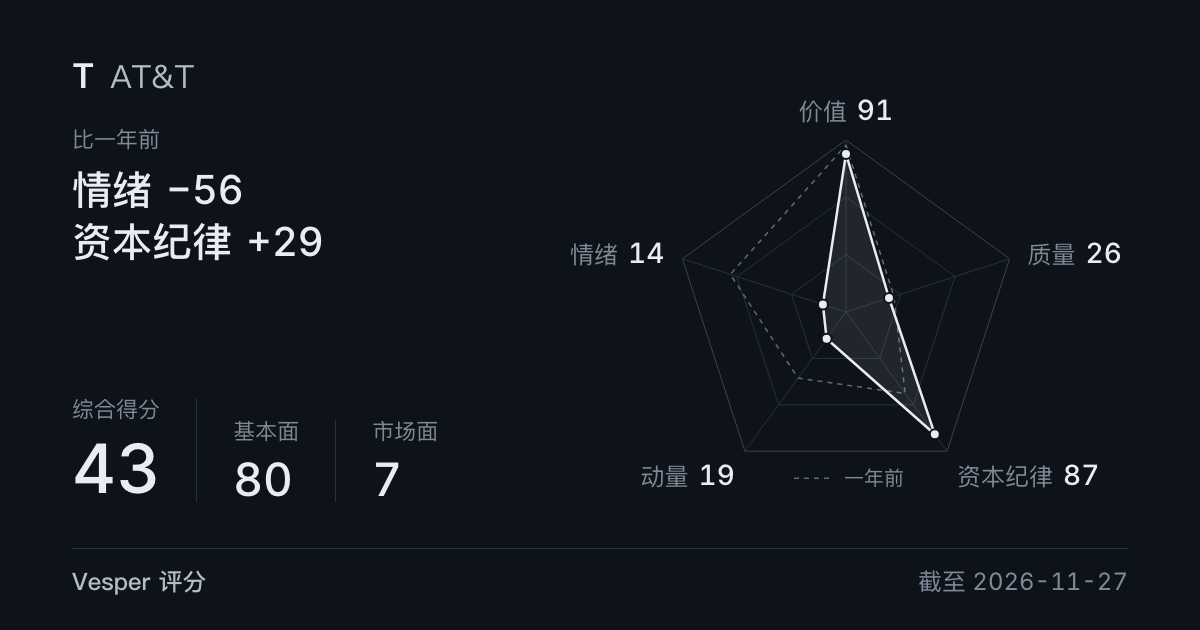 T AT&T
比一年前
情绪 −56
资本纪律 +29
综合得分
43
基本面
80
市场面
7
价值 91
情绪 14
质量 26
动量 19
一年前
资本纪律 87
Vesper 评分
截至 2026-11-27